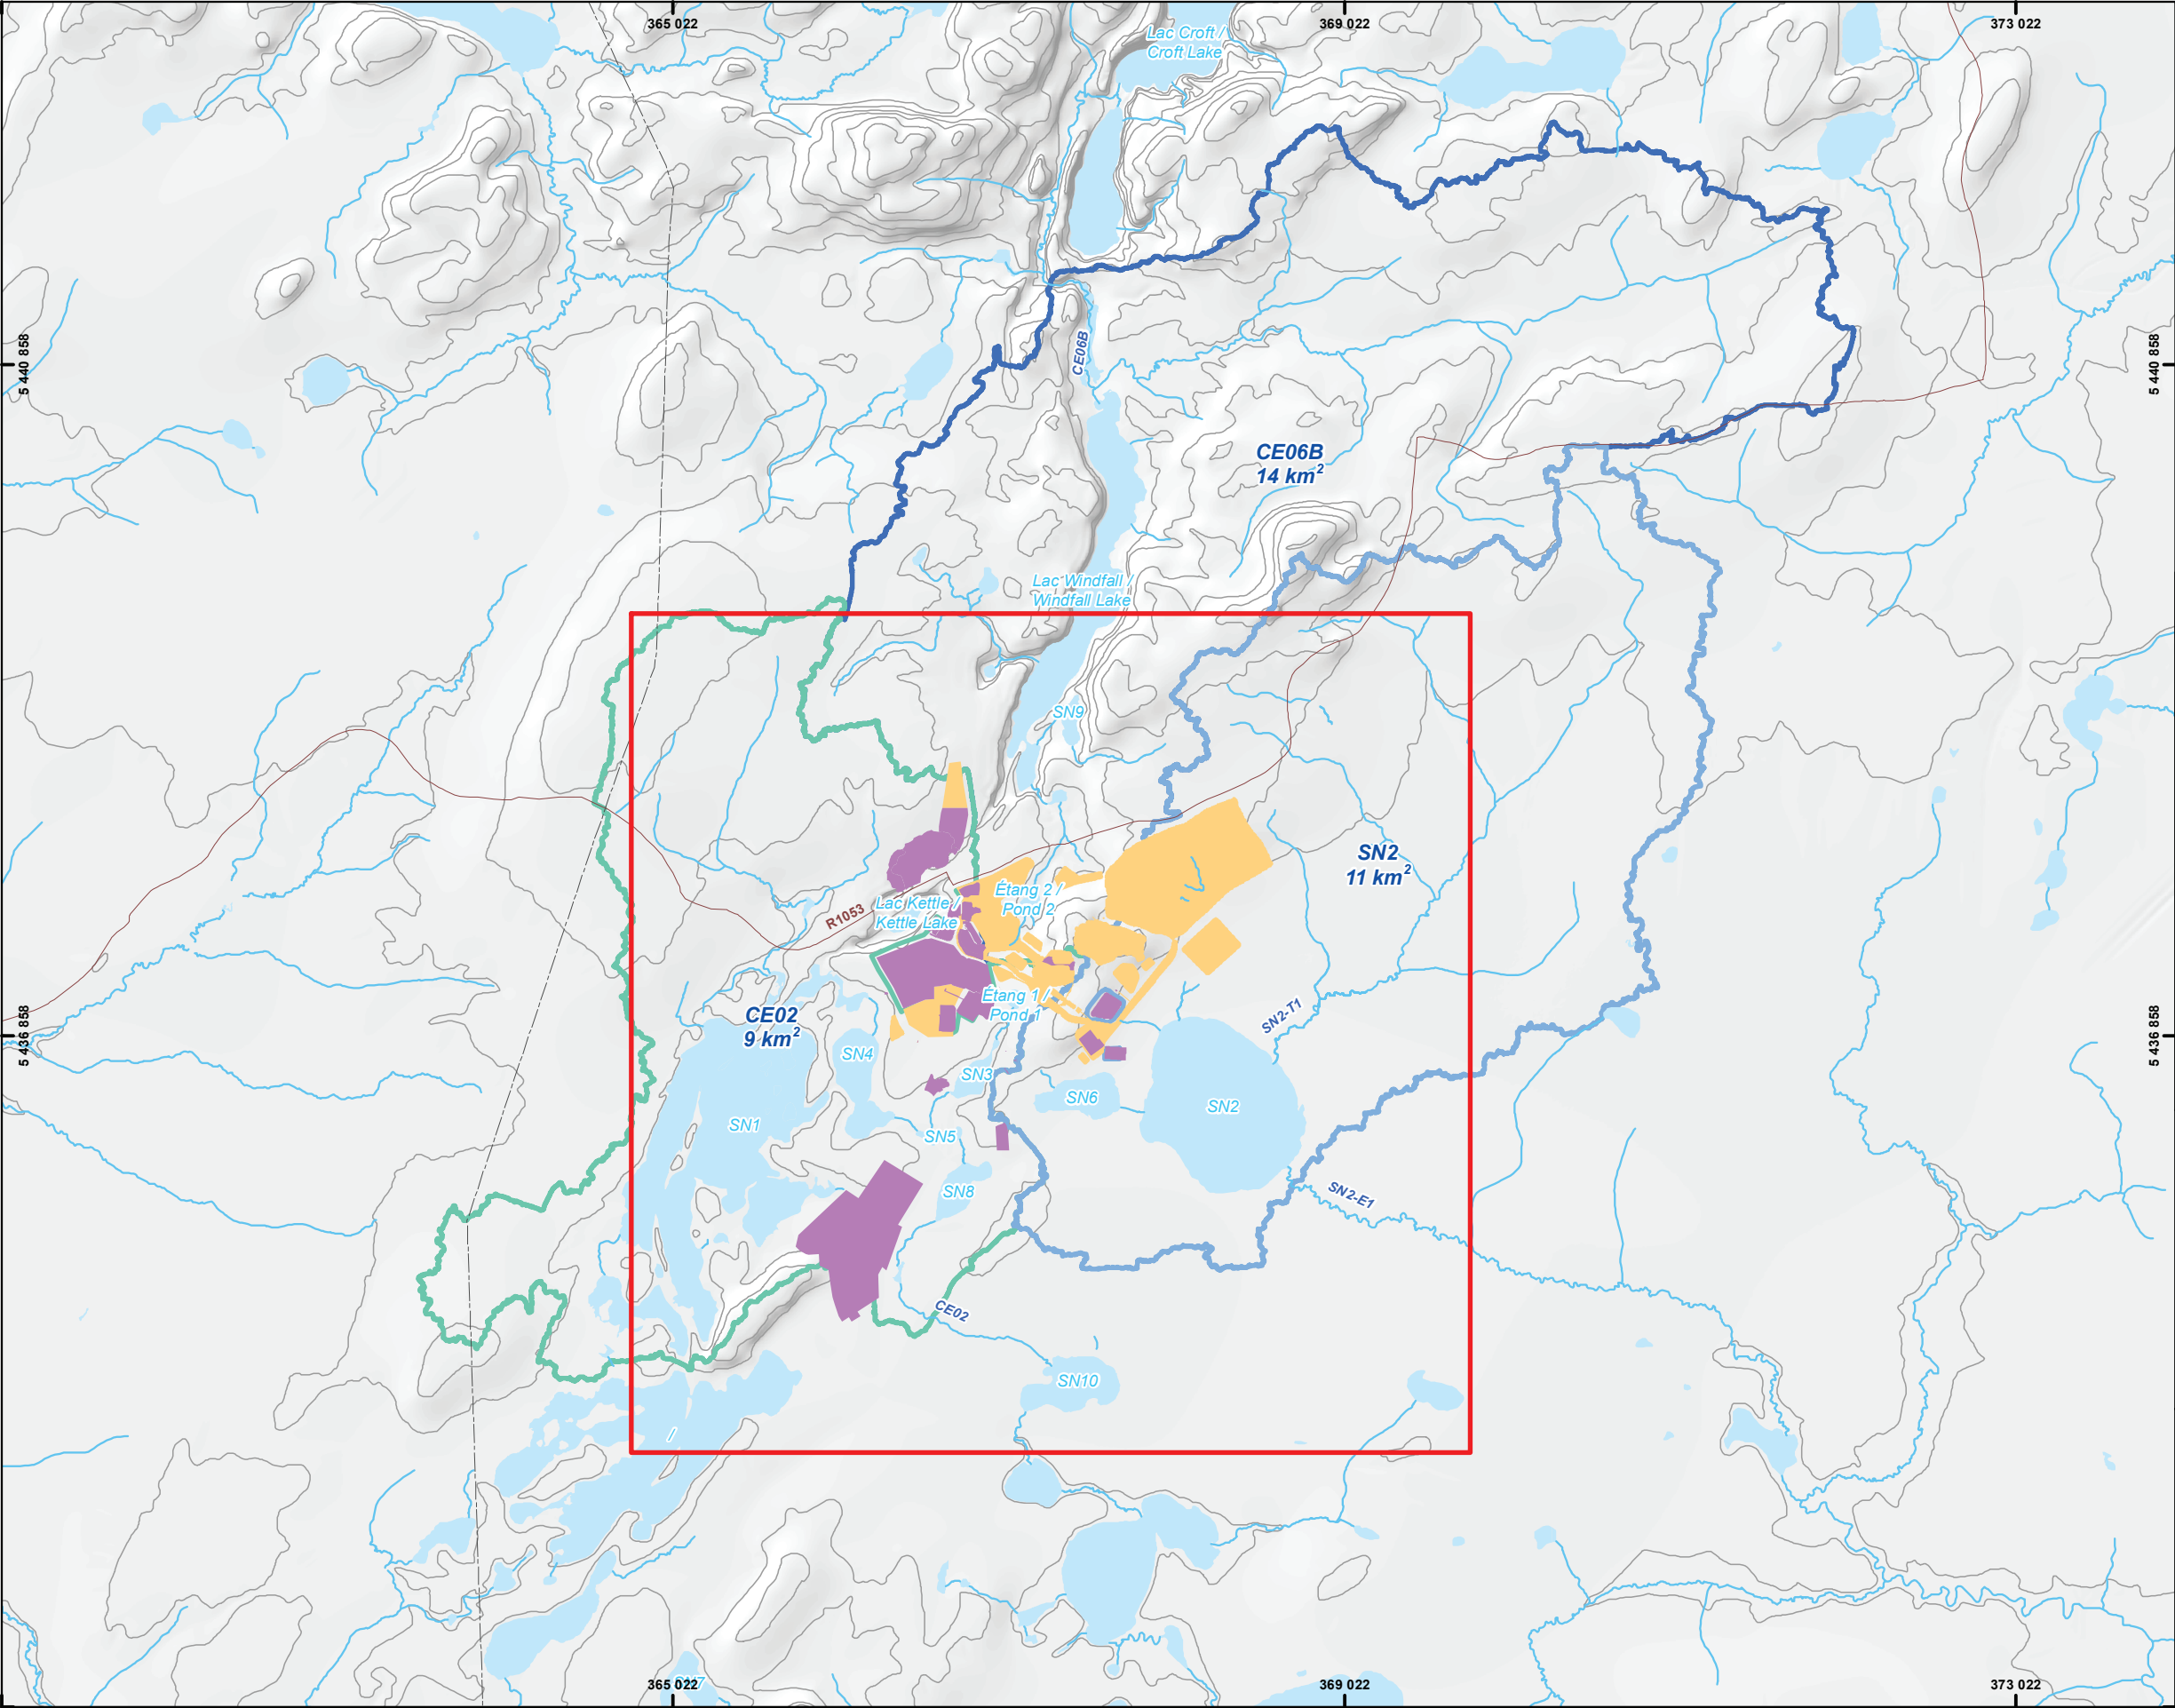 365 022
369 022
373 022
Lac Croft /
Croft Lake
5 440 858
5 440 858
CE06B
CE06B
14 km²
Lac Windfall /
Windfall Lake
SN9
SN2
11 km²
Étang 2 /
Pond 2
Lac Kettle /
Kettle Lake
R1053
Étang 1 /
Pond 1
CE02
9 km²
SN2-T1
5 436 858
5 436 858
SN4
SN3
SN6
SN2
SN1
SN5
SN8
SN2-E1
CE02
SN10
/
SN7
365 022
369 022
373 022